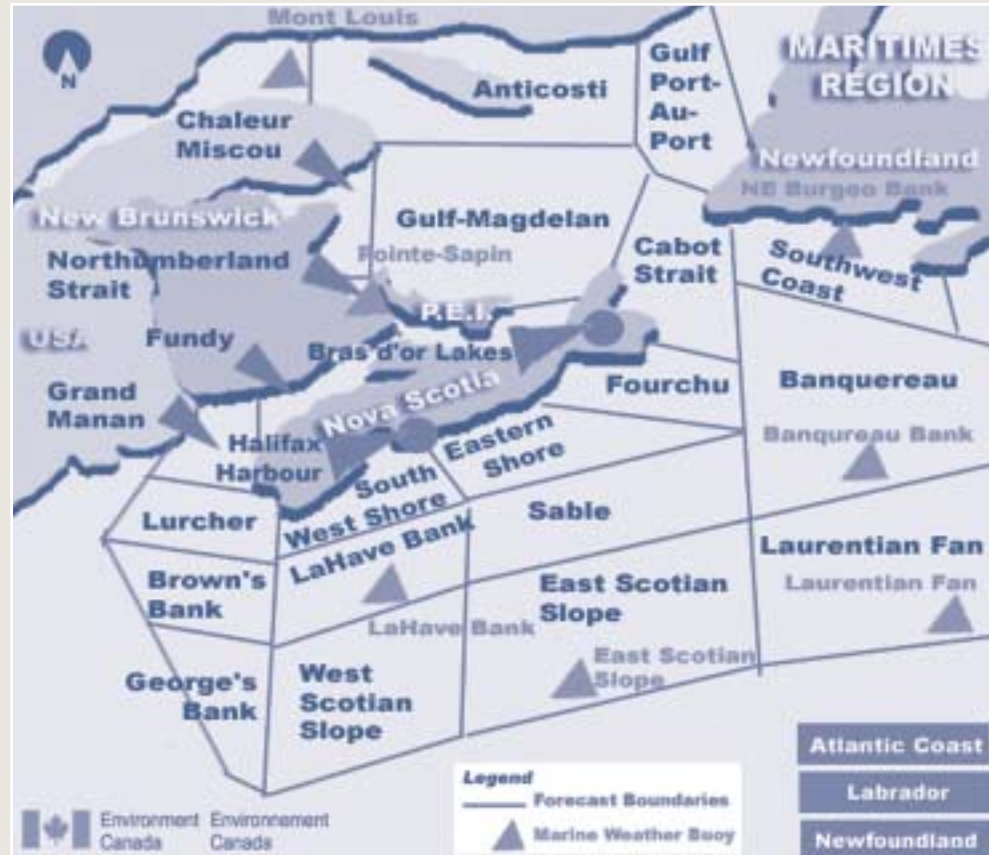 Mont Louis
N
Anticosti
Gulf
Port-
Au-
Port
MARITIMES
REGION
Chaleur
Miscou
Newfoundland
NE Burgeo Bank
New Brunswick
Gulf-Magdelan
Northumberland
Strait
Pointe-Sapin
Cabot
Strait
Southwest
Coast
P.E.I.
USA
Fundy
Bras d'or Lakes
Grand
Manan
Nova Scotia
Fourchu
Banquereau
Halifax
Harbour
Eastern
Shore
Banqureau Bank
South
West Shore
Lurcher
Sable
LaHave Bank
Laurentian Fan
Brown's
Bank
East Scotian
Slope
Laurentian Fan
LaHave Bank
East Scotian
Slope
George's
Bank
West
Scotian
Slope
Atlantic Coast
Labrador
Newfoundland
Legend
Forecast Boundaries
Marine Weather Buoy
Environment Environnement
Canada Canada